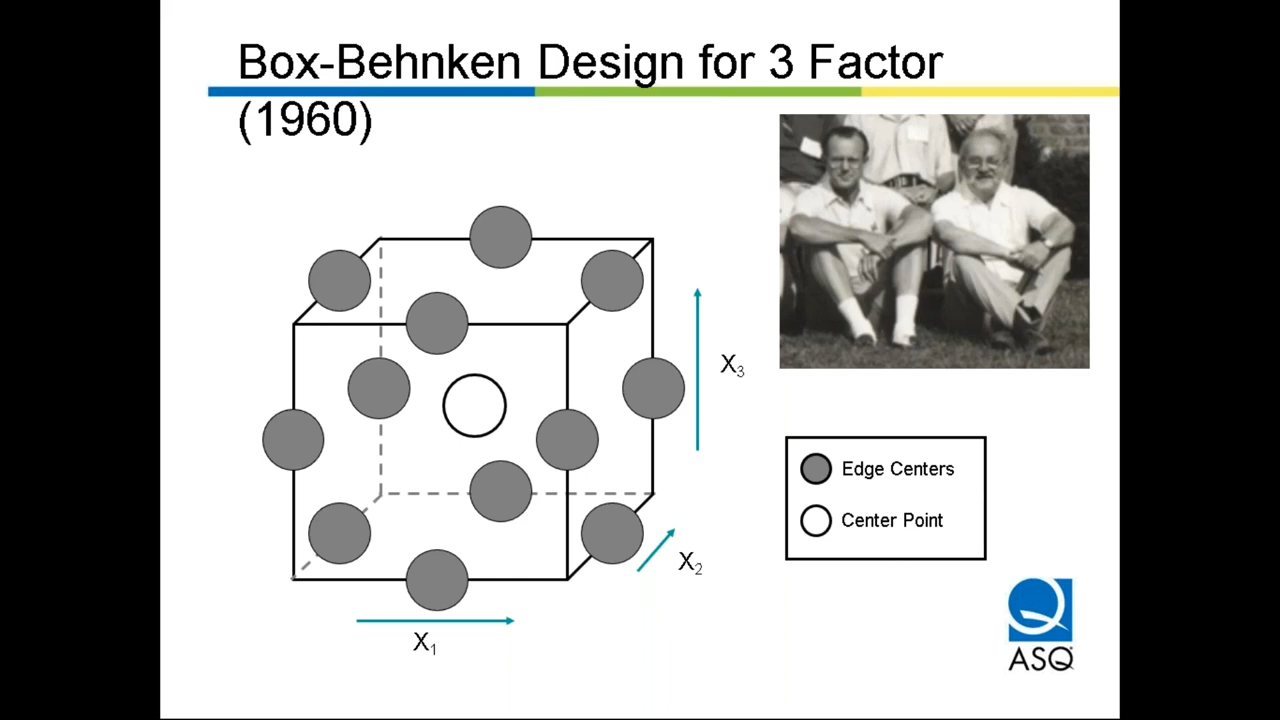 Box-Behnken Design for 3 Factor
(1960)
X3
Edge Centers
Center Point
X2
X1
ASQ